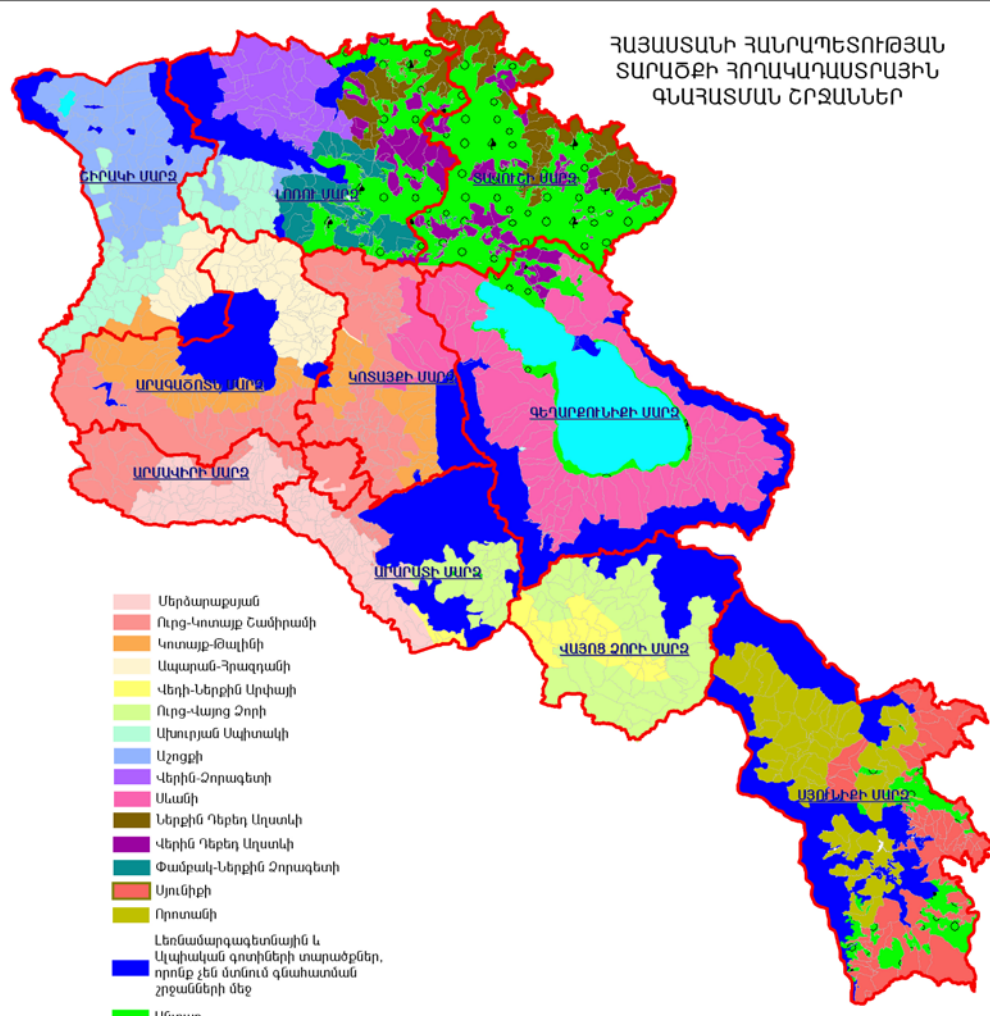 ՀԱՅԱՍՏԱՆԻ ՀԱՆՐԱՊԵՏՈՒԹՅԱՆ
ՏԱՐԱԾՔԻ ՀՈՂԱԿԱԴԱՍՏՐԱՅԻՆ
ԳՆԱՀԱՏՄԱՆ ՇՐՋԱՆՆԵՐ
ՇԻՐԱԿԻ ՄԱՐԶ
ԼՈՌՈՒ ՄԱՐԶ
ՏԱՎՈՒՇԻ ՄԱՐԶ
ԱՐԱԳԱԾՈՏՆ ՄԱՐԶ
ԿՈՏԱՅՔԻ ՄԱՐԶ
ԳԵՂԱՐՔՈՒՆԻՔԻ ՄԱՐԶ
ԱՐՄԱՎԻՐԻ ՄԱՐԶ
ԱՐԱՐԱՏԻ ՄԱՐԶ
ՎԱՅՈՑ ՁՈՐԻ ՄԱՐԶ
ՍՅՈՒՆԻՔԻ ՄԱՐԶ
Մերձարաքսյան
Ուրց-Կոտայք Շամիրամի
Կոտայք-Թալինի
Ապարան-Հրազդանի
Վեդի-Ներքին Արփայի
Ուրց-Վայոց Ձորի
Ախուրյան Սպիտակի
Աշոցքի
Վերին-Ձորագետի
Սևանի
Ներքին Դեբեդ Աղստևի
Վերին Դեբեդ Աղստևի
Փամբակ-Ներքին Ձորագետի
Սյունիքի
Որոտանի
Լեռնամարգագետնային և
Ալպիական գոտիների տարածքներ,
որոնք չեն մտնում գնահատման
շրջանների մեջ